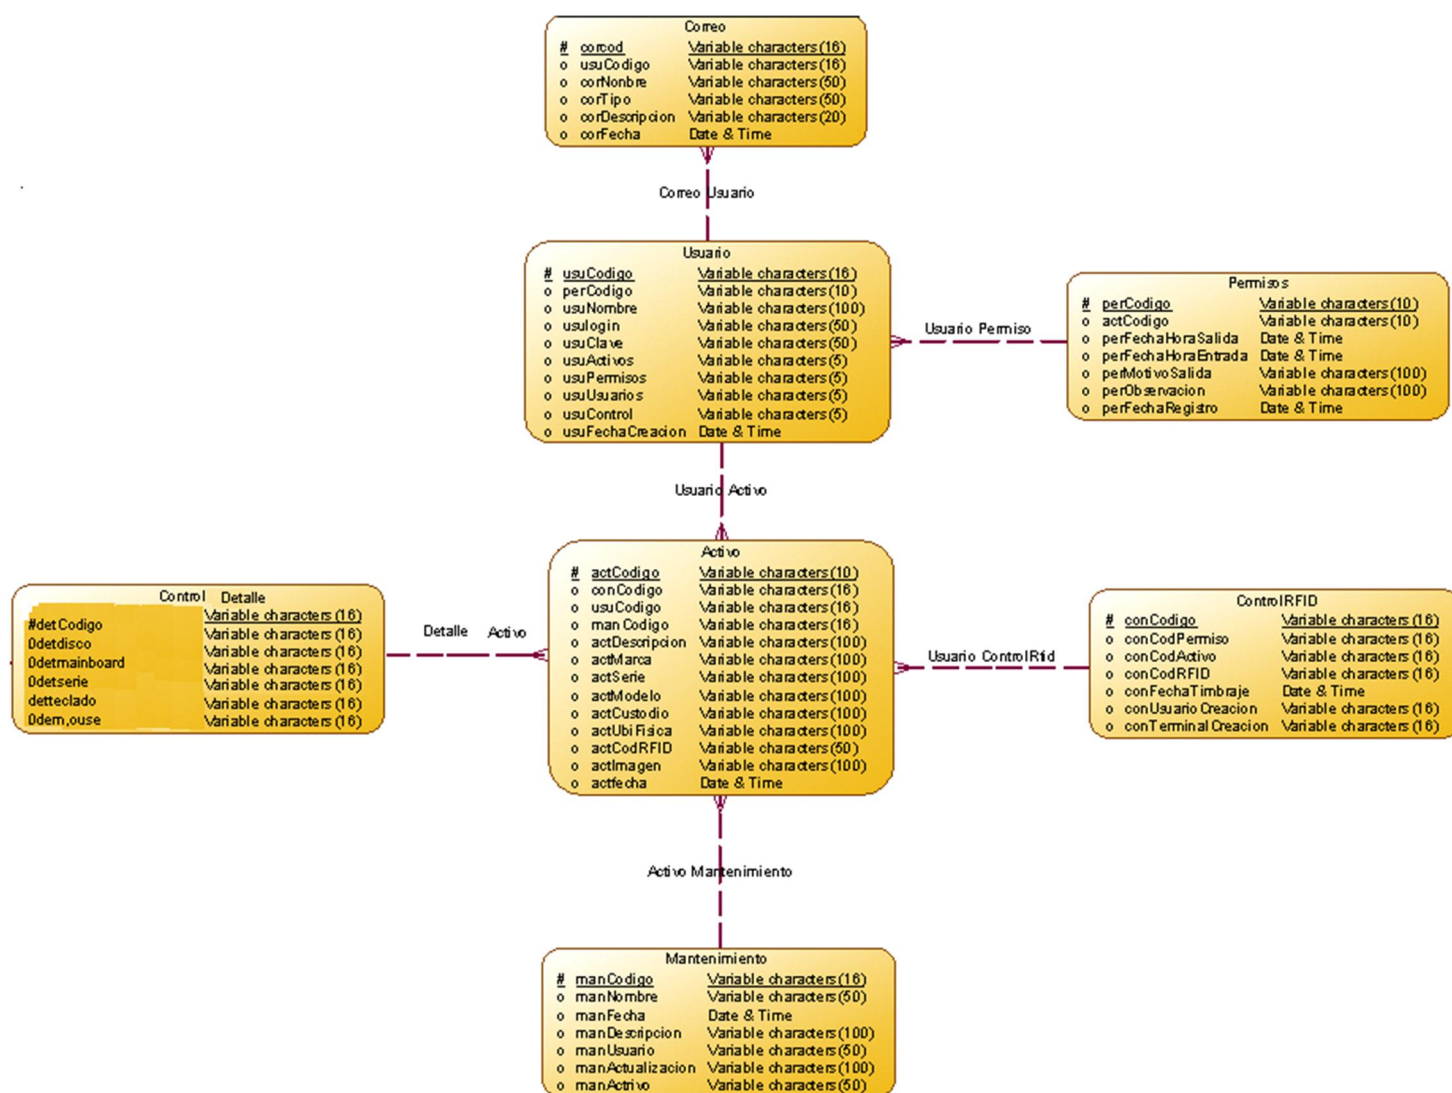 Correo
# corcod Variable characters (16)
o usuCodigo Variable characters (16)
o corNonbre Variable characters (50)
o corTipo Variable characters (50)
o corDescripcion Variable characters (20)
o corFecha Date & Time
Correo Usuario
Usuario
# usuCodigo Variable characters (16)
o perCodigo Variable characters (10)
o usuNombre Variable characters (100)
o usulogin Variable characters (50)
o usuClave Variable characters (50)
o usuActivos Variable characters (5)
o usuPermisos Variable characters (5)
o usuUsuarios Variable characters (5)
o usuControl Variable characters (5)
o usuFechaCreacion Date & Time
Usuario Permiso
Permisos
# perCodigo Variable characters (10)
o actCodigo Variable characters (10)
o perFechaHoraSalida Date & Time
o perFechaHoraEntrada Date & Time
o perMotivoSalida Variable characters (100)
o perObservacion Variable characters (100)
o perFechaRegistro Date & Time
Usuario Activo
Control Detalle
#detCodigo Variable characters (16)
0detdisco Variable characters (16)
0detmainboard Variable characters (16)
0detserie Variable characters (16)
detteclado Variable characters (16)
0dem,ouse Variable characters (16)
Variable characters (16)
Detalle Activo
Activo
# actCodigo Variable characters (10)
o conCodigo Variable characters (16)
o usuCodigo Variable characters (16)
o manCodigo Variable characters (16)
o actDescripcion Variable characters (100)
o actMarca Variable characters (100)
o actSerie Variable characters (100)
o actModelo Variable characters (100)
o actCustodio Variable characters (100)
o actUbiFisica Variable characters (100)
o actCodRFID Variable characters (50)
o actImagen Variable characters (100)
o actfecha Date & Time
Usuario ControlRfid
ControlRFID
# conCodigo Variable characters (16)
o conCodPermiso Variable characters (16)
o conCodActivo Variable characters (16)
o conCodRFID Variable characters (16)
o conFechaTimbraje Date & Time
o conUsuarioCreacion Variable characters (16)
o conTerminalCreacion Variable characters (16)
Activo Mantenimiento
Mantenimiento
# manCodigo Variable characters (16)
o manNombre Variable characters (50)
o manFecha Date & Time
o manDescripcion Variable characters (100)
o manUsuario Variable characters (50)
o manActualizacion Variable characters (100)
o manActrivo Variable characters (50)